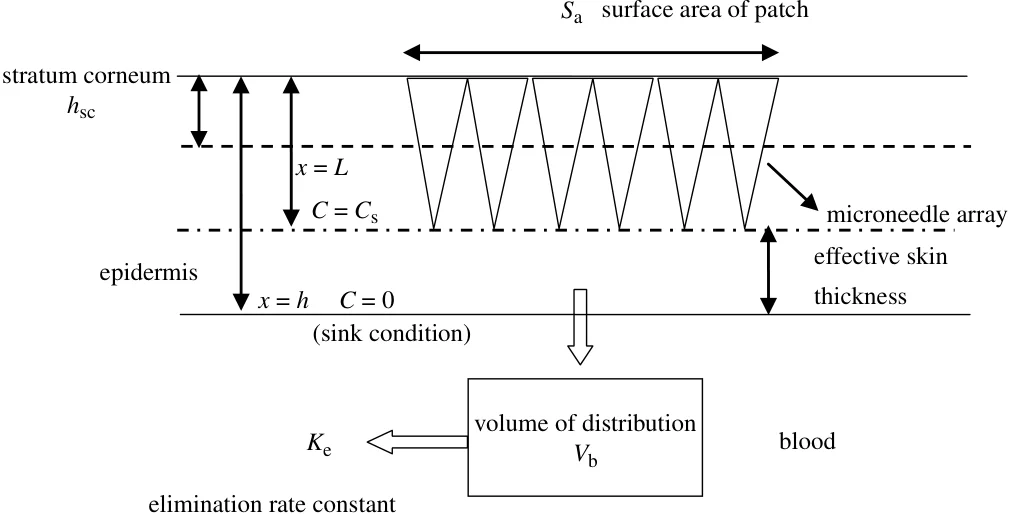 Sa surface area of patch
stratum corneum
hsc
x = L
C = Cs
microneedle array
effective skin
thickness
epidermis
x = h C = 0
(sink condition)
volume of distribution
Vb
Ke
blood
elimination rate constant